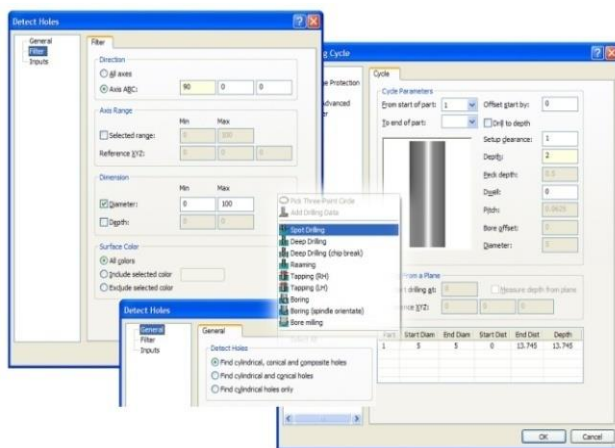 Detect Holes
General
Filter
Inputs
Filter
Direction
All axes
Axis ABC:
90
0
0
Axis Range
Min
Max
Selected range:
0
100
Reference XYZ:
0
0
0
Dimension
Min
Max
Diameter:
0
100
Depth:
0
0
Surface Color
All colors
Include selected color
Exclude selected color
ng Cycle
e Protection
Advanced
Cycle
Cycle Parameters
From start of part:
1
Offset start by:
0
To end of part:
Drill to depth
Setup clearance:
1
Depth:
2
Peck depth:
Dwell:
0
Pitch:
0.0625
Bore offset:
0
Diameter:
From a Plane
drilling at:
0
Measure depth from plane
XYZ:
0
0
0
Part
Start Diam
End Diam
Start Dist
End Dist
Depth
1
5
5
0
13.745
13.745
OK
Cancel
Pick Three Point Circle
Add Drilling Data
Spot Drilling
Deep Drilling
Deep Drilling (chip break)
Reaming
Tapping (RH)
Tapping (LH)
Boring
Boring (spindle orientate)
Bore milling
Select All
Detect Holes
General
Filter
Inputs
General
Detect Holes
Find cylindrical, conical and composite holes
Find cylindrical and conical holes
Find cylindrical holes only